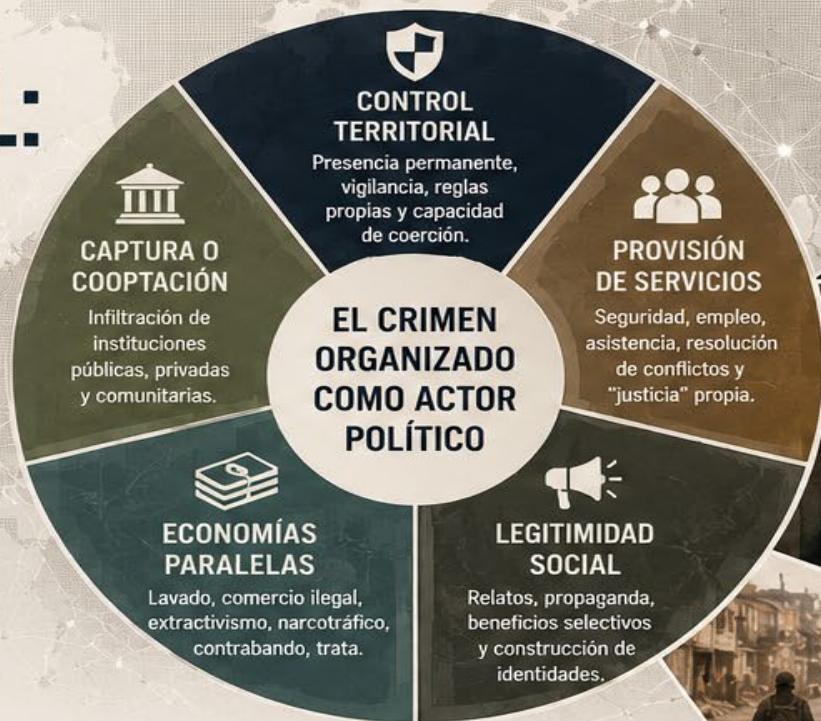 EL CRIMEN
ORGANIZADO
COMO ACTOR
POLÍTICO
CONTROL
TERRITORIAL
Presencia permanente,
vigilancia, reglas
propias y capacidad
de coerción.
PROVISIÓN
DE SERVICIOS
Seguridad, empleo,
asistencia, resolución
de conflictos y
"justicia" propia.
LEGITIMIDAD
SOCIAL
Relatos, propaganda,
beneficios selectivos
y construcción de
identidades.
ECONOMÍAS
PARALELAS
Lavado, comercio ilegal,
extractivismo, narcotráfico,
contrabando, trata.
CAPTURA O
COOPTACIÓN
Infiltración de
instituciones
públicas, privadas
y comunitarias.